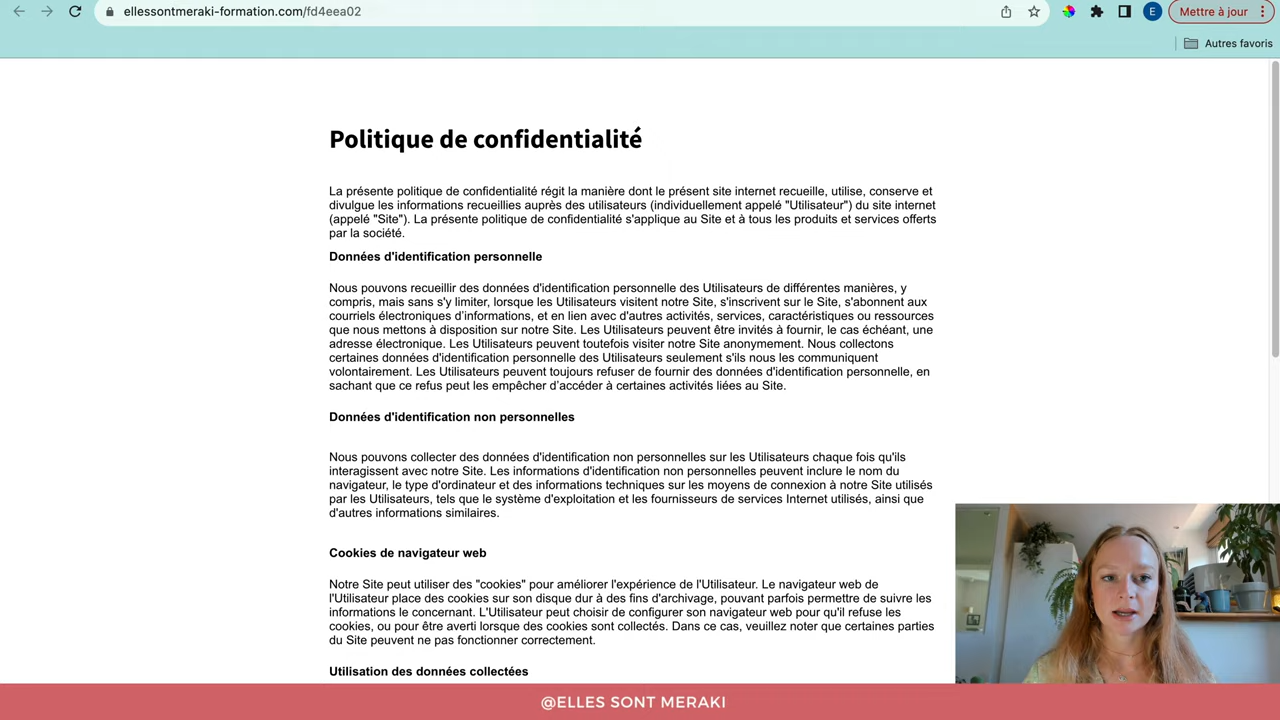 ellessontmeraki-formation.com/fd4eea02
E
Mettre à jour
Autres favoris
Politique de confidentialité
La présente politique de confidentialité régit la manière dont le présent site internet recueille, utilise, conserve et
divulgue les informations recueillies auprès des utilisateurs (individuellement appelé "Utilisateur") du site internet
(appelé "Site"). La présente politique de confidentialité s'applique au Site et à tous les produits et services offerts
par la société.
Données d'identification personnelle
Nous pouvons recueillir des données d'identification personnelle des Utilisateurs de différentes manières, y
compris, mais sans s'y limiter, lorsque les Utilisateurs visitent notre Site, s'inscrivent sur le Site, s'abonnent aux
courriels électroniques d’informations, et en lien avec d'autres activités, services, caractéristiques ou ressources
que nous mettons à disposition sur notre Site. Les Utilisateurs peuvent être invités à fournir, le cas échéant, une
adresse électronique. Les Utilisateurs peuvent toutefois visiter notre Site anonymement. Nous collectons
certaines données d'identification personnelle des Utilisateurs seulement s'ils nous les communiquent
volontairement. Les Utilisateurs peuvent toujours refuser de fournir des données d'identification personnelle, en
sachant que ce refus peut les empêcher d’accéder à certaines activités liées au Site.
Données d'identification non personnelles
Nous pouvons collecter des données d'identification non personnelles sur les Utilisateurs chaque fois qu'ils
interagissent avec notre Site. Les informations d'identification non personnelles peuvent inclure le nom du
navigateur, le type d'ordinateur et des informations techniques sur les moyens de connexion à notre Site utilisés
par les Utilisateurs, tels que le système d'exploitation et les fournisseurs de services Internet utilisés, ainsi que
d'autres informations similaires.
Cookies de navigateur web
Notre Site peut utiliser des "cookies" pour améliorer l'expérience de l'Utilisateur. Le navigateur web de
l'Utilisateur place des cookies sur son disque dur à des fins d'archivage, pouvant parfois permettre de suivre les
informations le concernant. L'Utilisateur peut choisir de configurer son navigateur web pour qu'il refuse les
cookies, ou pour être averti lorsque des cookies sont collectés. Dans ce cas, veuillez noter que certaines parties
du Site peuvent ne pas fonctionner correctement.
Utilisation des données collectées
@ELLES SONT MERAKI